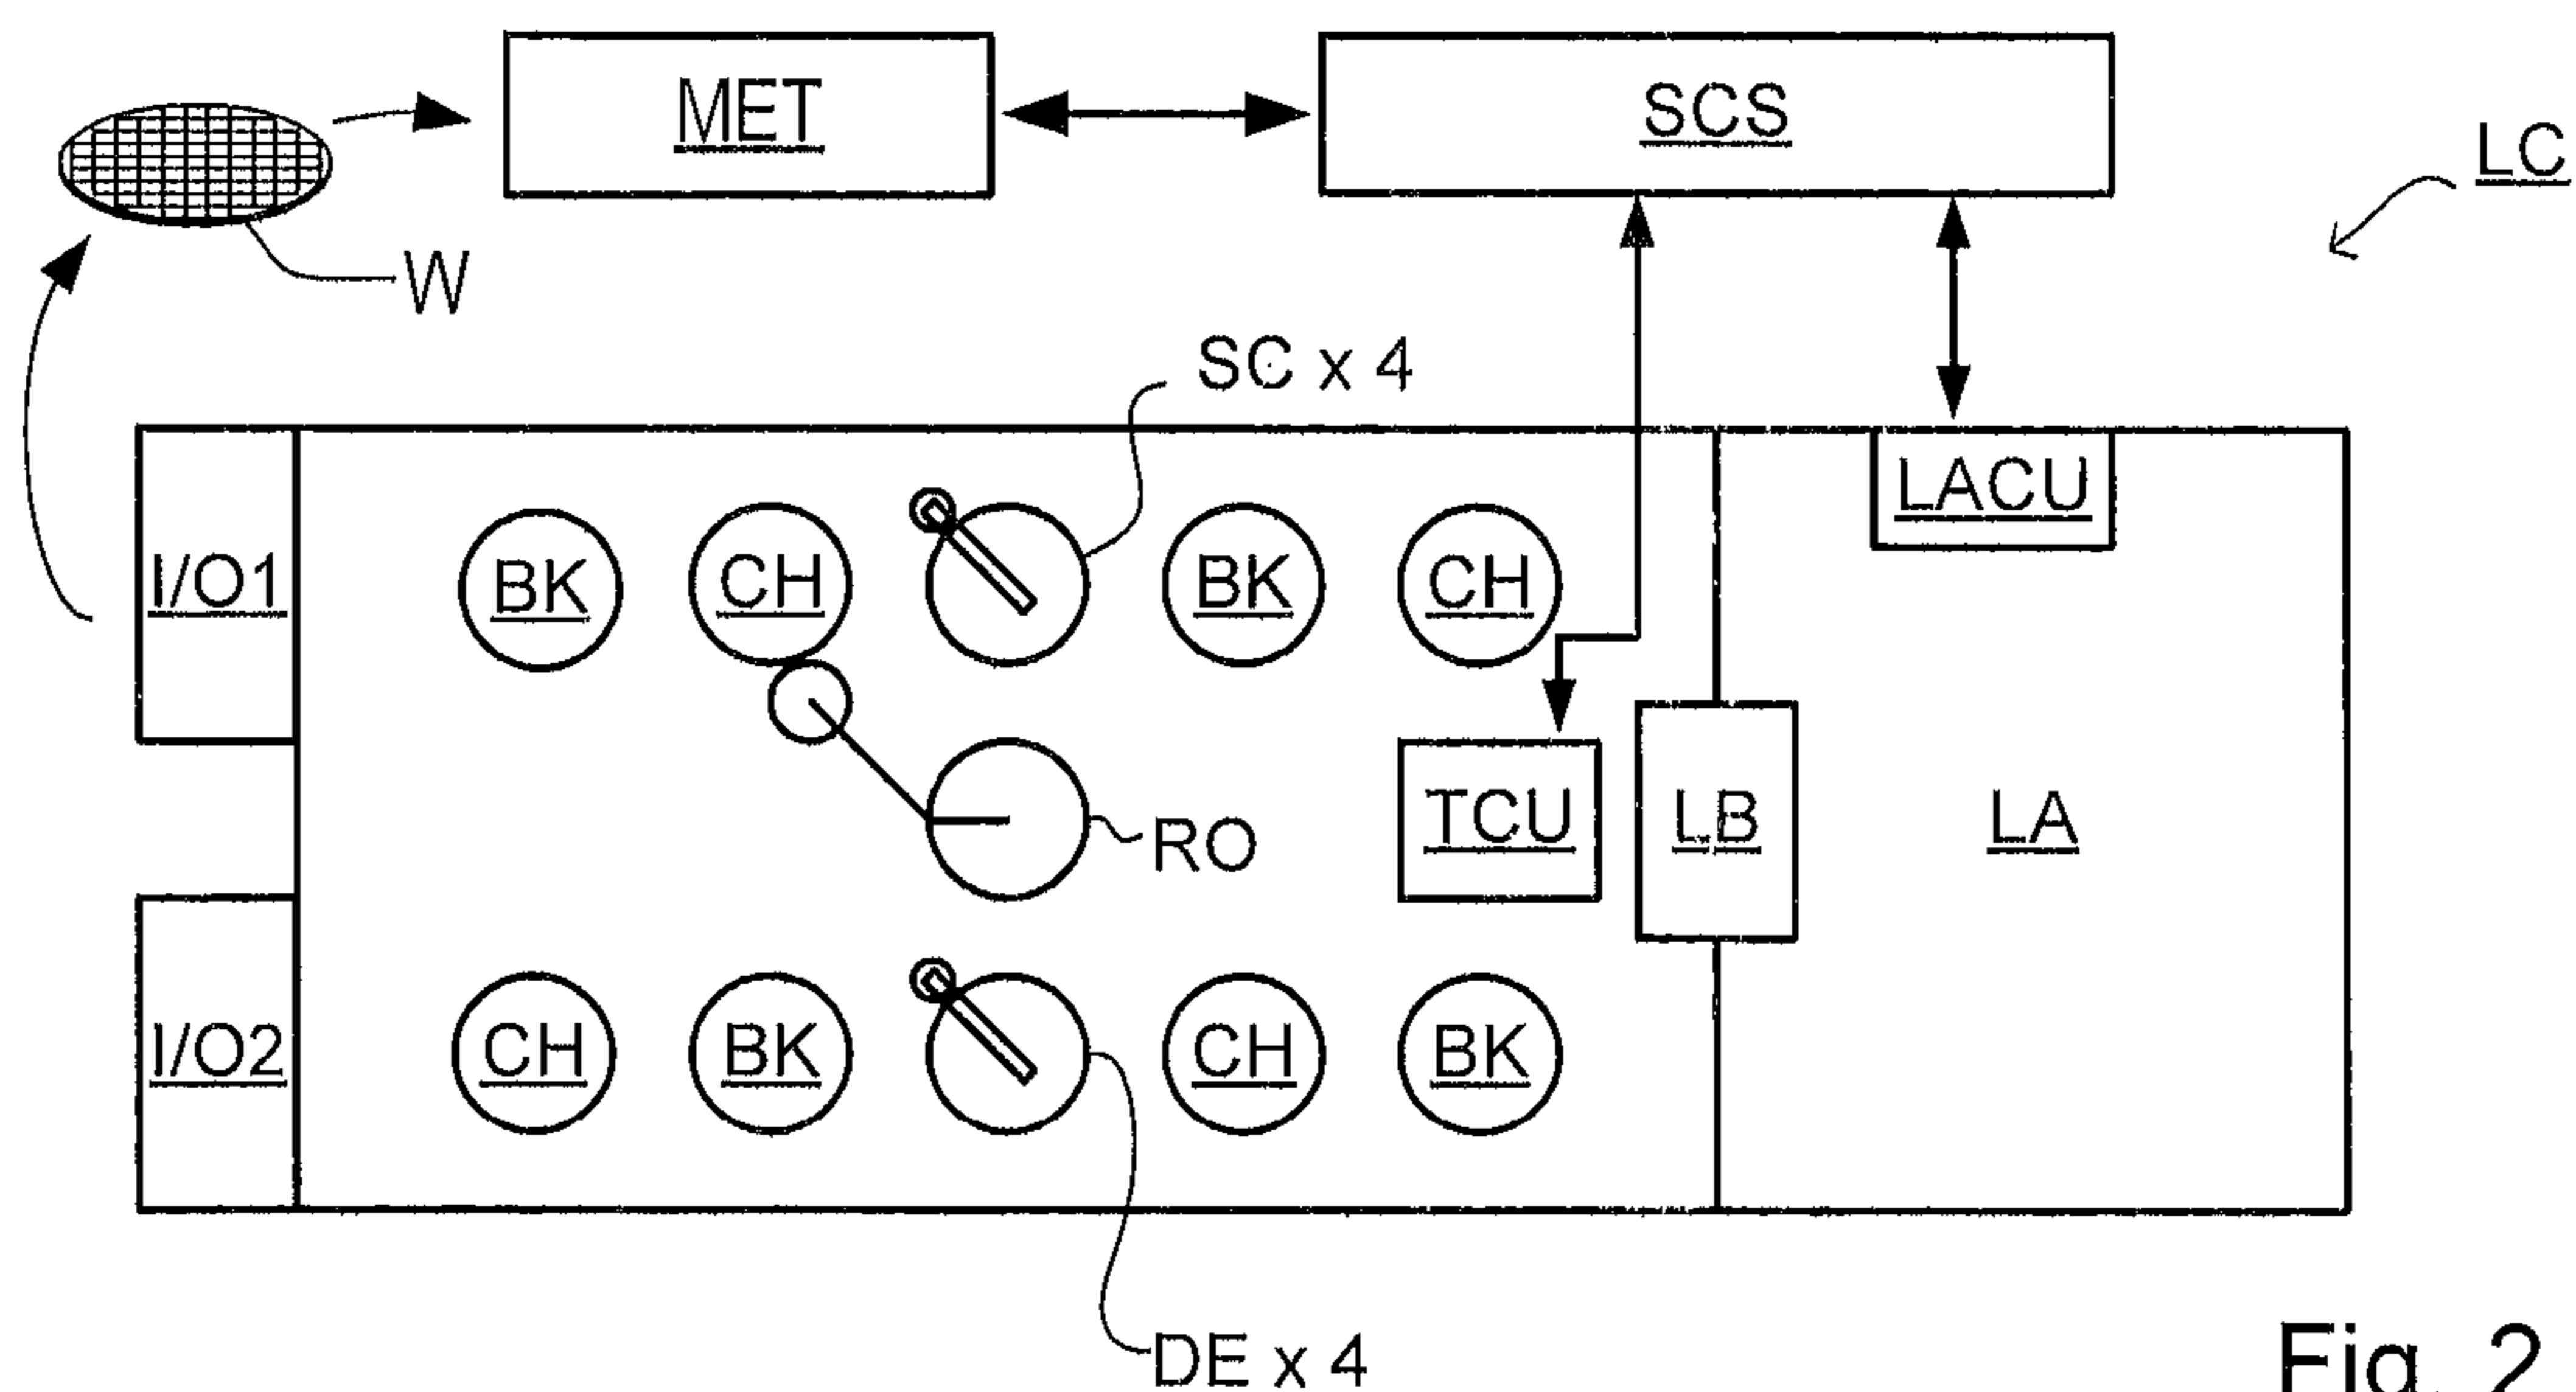 MET
SCS
LC
W
SC x 4
LACU
I/O1
BK
CH
BK
CH
RO
TCU
LB
LA
I/O2
CH
BK
CH
BK
DE x 4
Fig. 2